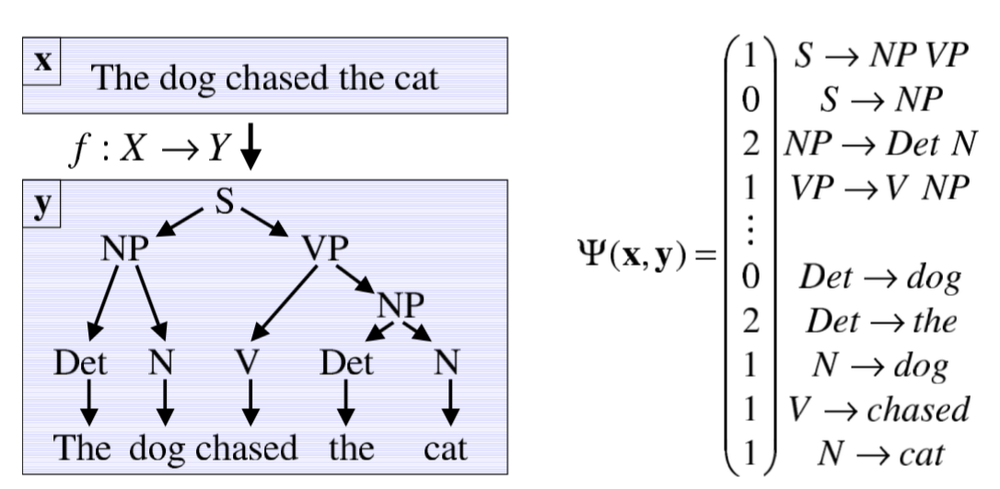 x
The dog chased the cat
f : X → Y
y
S
NP VP
NP
Det N V Det N
The dog chased the cat
Ψ(x, y) =
1 S → NP VP
0 S → NP
2 NP → Det N
1 VP → V NP
⋮
0 Det → dog
2 Det → the
1 N → dog
1 V → chased
1 N → cat